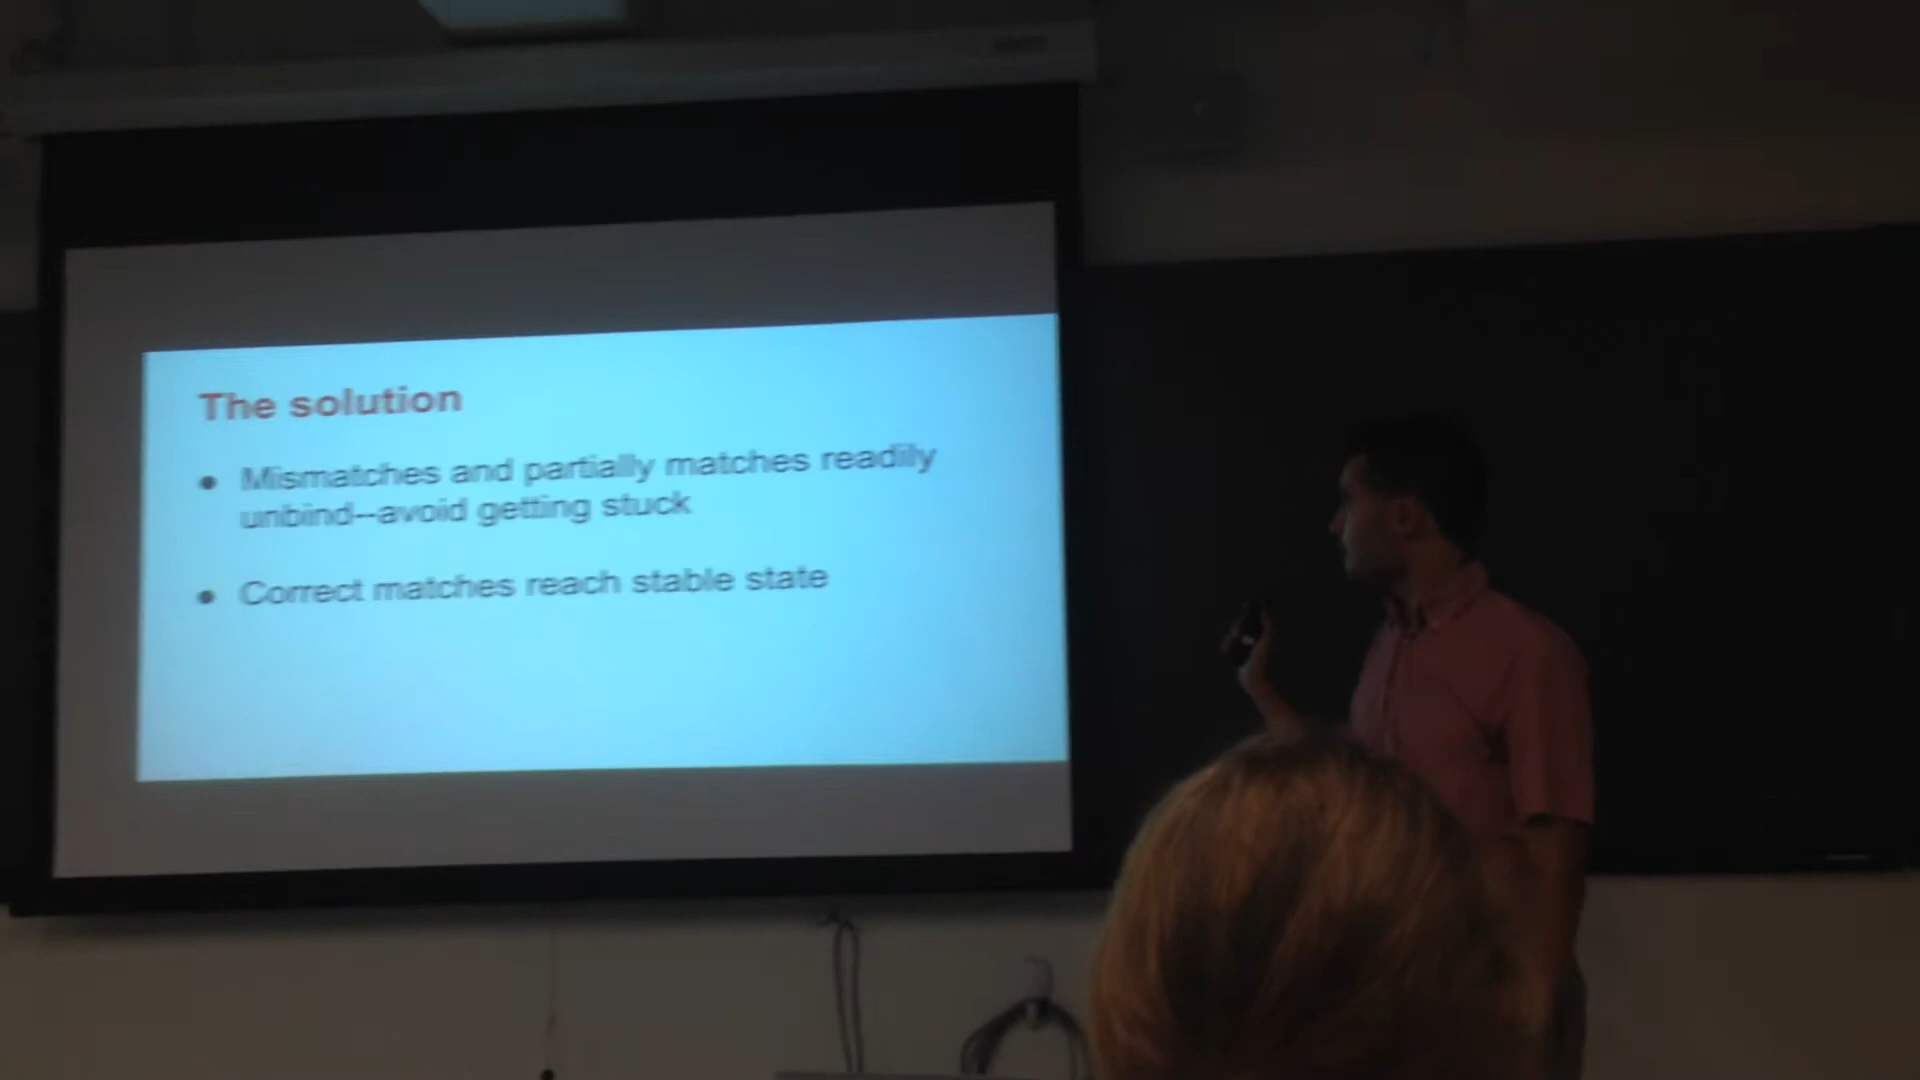 The solution
● Mismatches and partially matches readily
unbind--avoid getting stuck
● Correct matches reach stable state